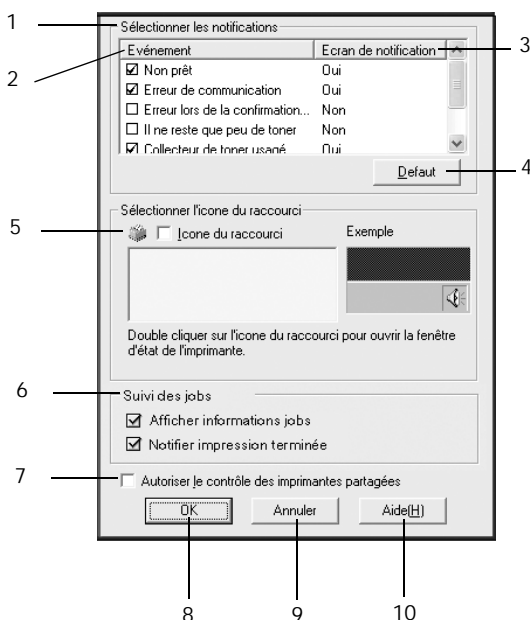 1
Sélectionner les notifications
2
Evénement
Ecran de notification
3
Non prêt
Oui
Erreur de communication
Oui
Erreur lors de la confirmation...
Non
Il ne reste que peu de toner
Non
Collecteur de toner usagé
Oui
Defaut
4
Sélectionner l'icone du raccourci
5
Icone du raccourci
Exemple
Double cliquer sur l'icone du raccourci pour ouvrir la fenêtre
d'état de l'imprimante.
6
Suivi des jobs
Afficher informations jobs
Notifier impression terminée
7
Autoriser le contrôle des imprimantes partagées
OK
Annuler
Aide(H)
8
9
10